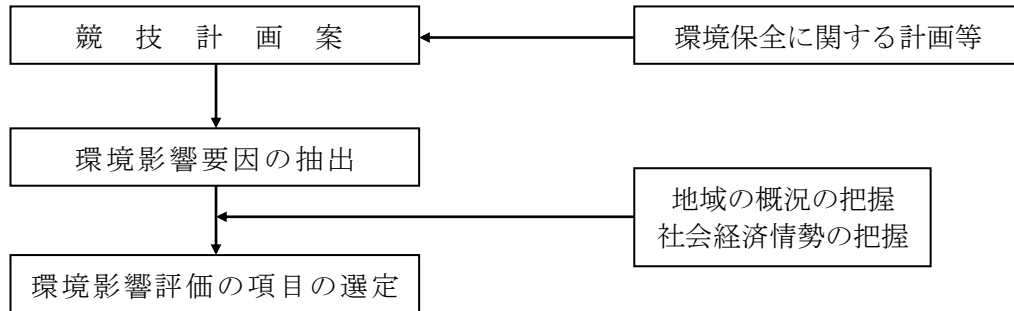 競技計画案
環境保全に関する計画等
環境影響要因の抽出
地域の概況の把握
社会経済情勢の把握
環境影響評価の項目の選定